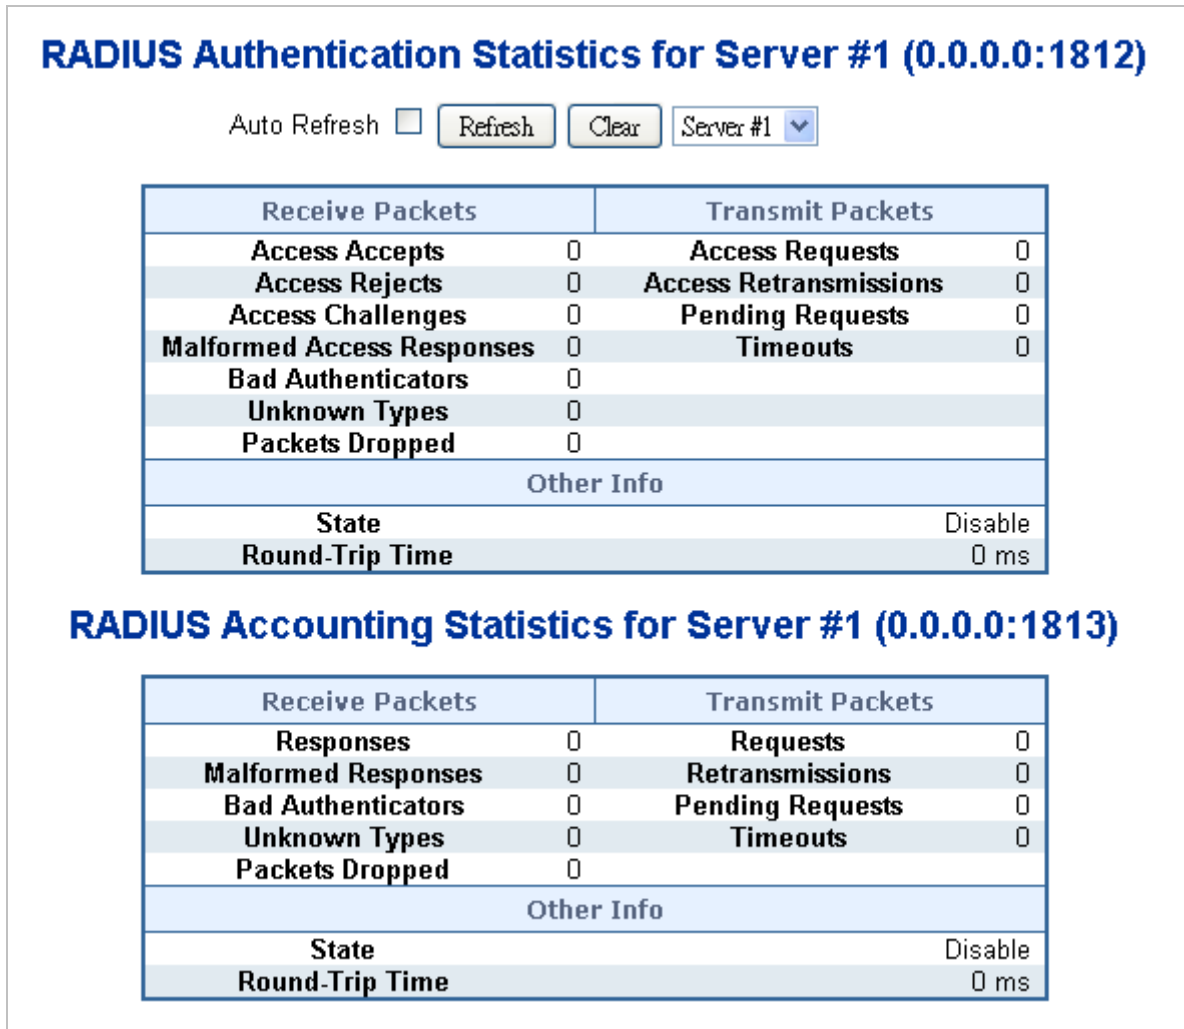 RADIUS Authentication Statistics for Server #1 (0.0.0.0:1812)
Auto Refresh Refresh Clear Server #1
Receive Packets Transmit Packets
Access Accepts 0 Access Requests 0
Access Rejects 0 Access Retransmissions 0
Access Challenges 0 Pending Requests 0
Malformed Access Responses 0 Timeouts 0
Bad Authenticators 0
Unknown Types 0
Packets Dropped 0
Other Info
State Disable
Round-Trip Time 0 ms
RADIUS Accounting Statistics for Server #1 (0.0.0.0:1813)
Receive Packets Transmit Packets
Responses 0 Requests 0
Malformed Responses 0 Retransmissions 0
Bad Authenticators 0 Pending Requests 0
Unknown Types 0 Timeouts 0
Packets Dropped 0
Other Info
State Disable
Round-Trip Time 0 ms